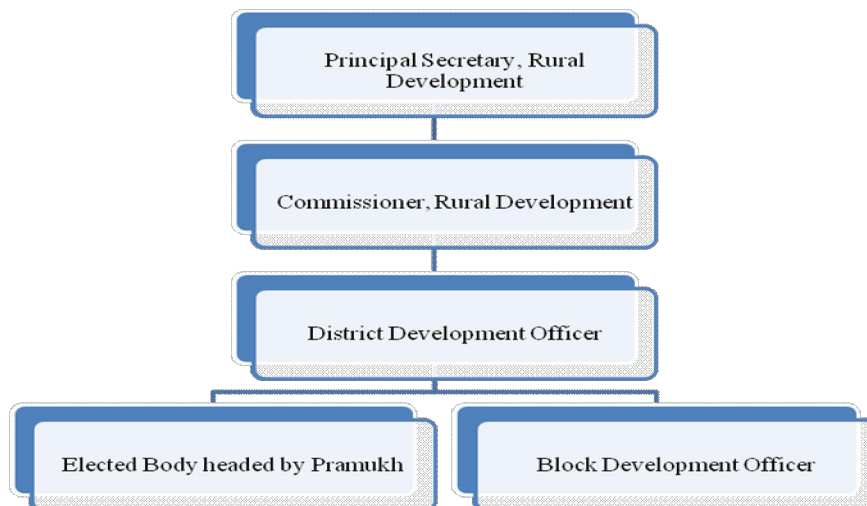 Principal Secretary, Rural
Development
Commissioner, Rural Development
District Development Officer
Elected Body headed by Pramukh
Block Development Officer